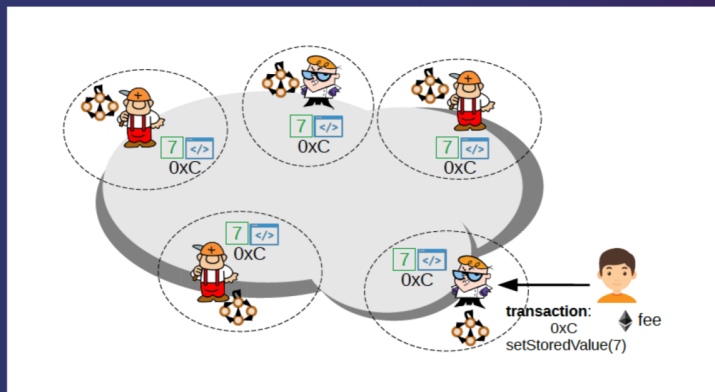 7 </>
0xC
7 </>
0xC
7 </>
0xC
7 </>
0xC
7 </>
0xC
transaction:
0xC
setStoredValue(7)
fee